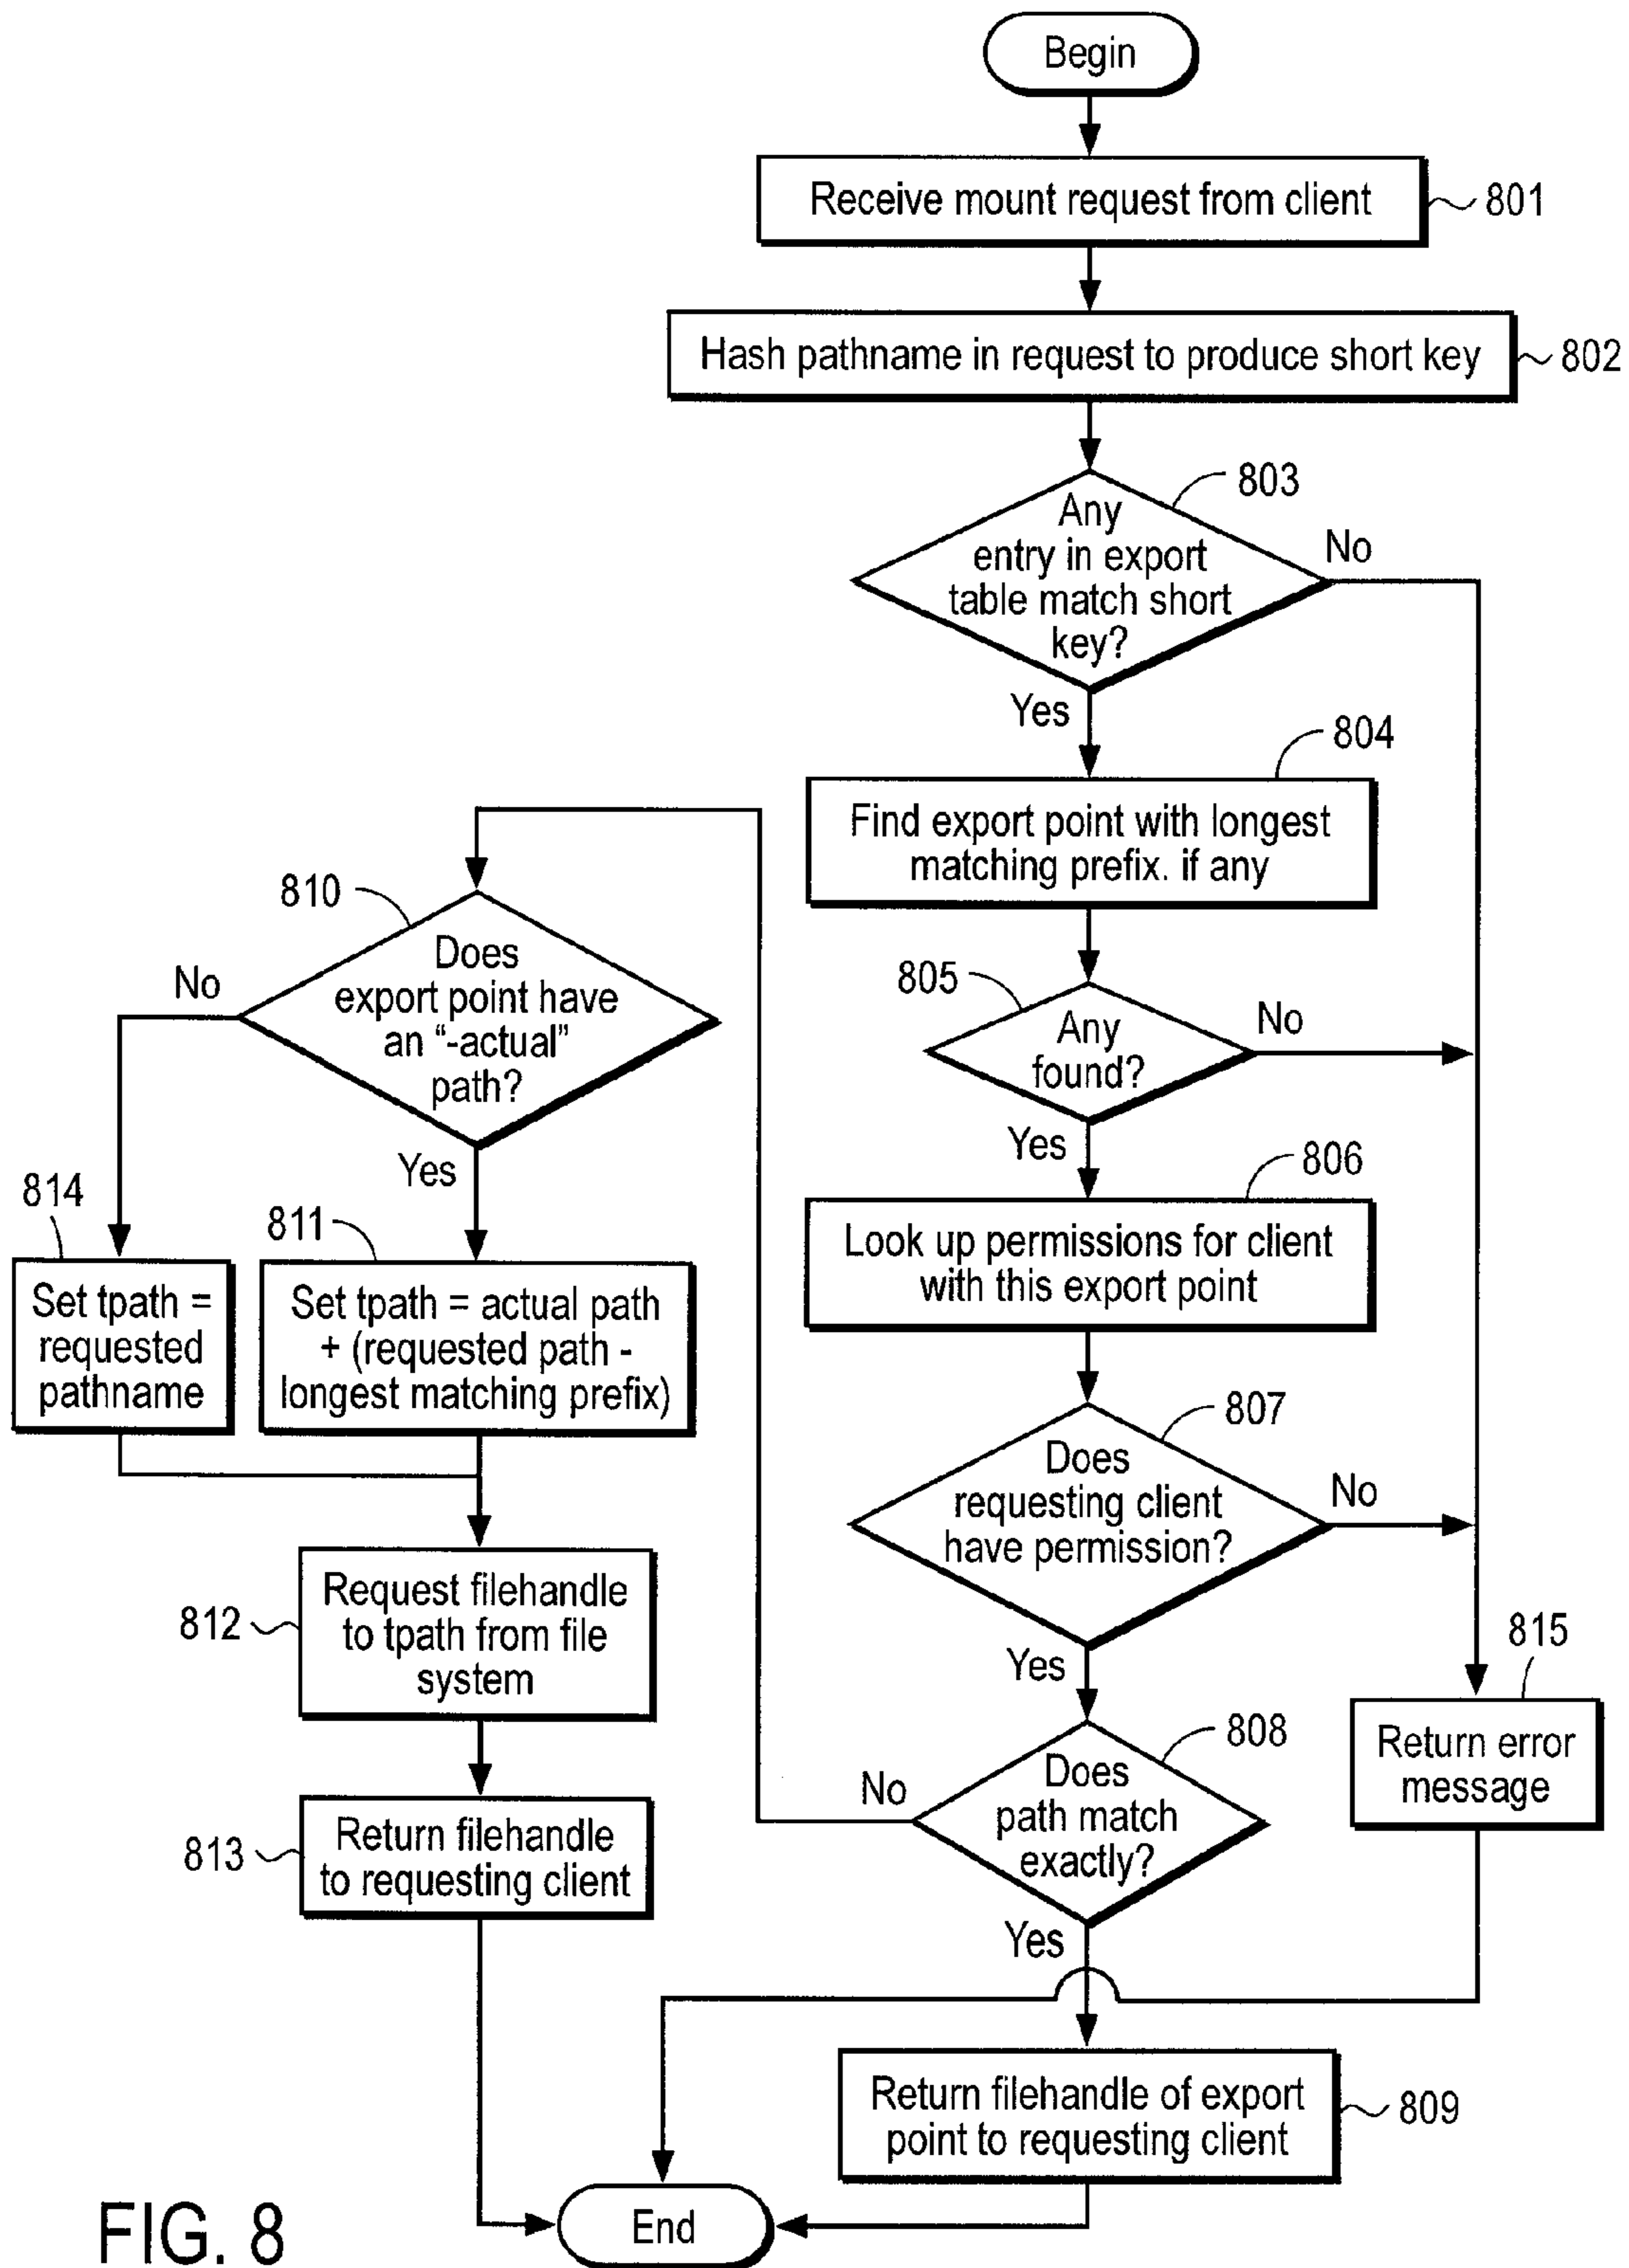 Begin
Receive mount request from client
801
Hash pathname in request to produce short key
802
803
Any
entry in export
table match short
key?
No
Yes
804
Find export point with longest
matching prefix. if any
805
Any
found?
No
Yes
806
Look up permissions for client
with this export point
807
Does
requesting client
have permission?
No
Yes
808
Does
path match
exactly?
No
Yes
815
Return error
message
Return filehandle of export
point to requesting client
809
810
Does
export point have
an “-actual”
path?
No
Yes
814
Set tpath =
requested
pathname
811
Set tpath = actual path
+ (requested path -
longest matching prefix)
812
Request filehandle
to tpath from file
system
813
Return filehandle
to requesting client
End
FIG. 8